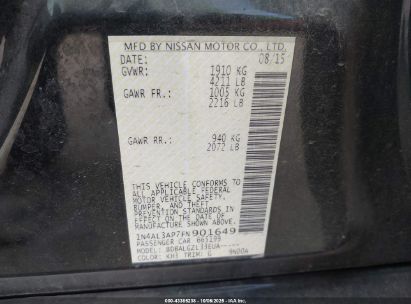 MFD BY NISSAN MOTOR CO., LTD.
DATE: 08/15
GVWR: 1910 KG
4211 LB
GAWR FR.: 1005 KG
2216 LB
GAWR RR.: 940 KG
2072 LB
THIS VEHICLE CONFORMS TO
ALL APPLICABLE FEDERAL
MOTOR VEHICLE SAFETY,
BUMPER, AND THEFT
PREVENTION STANDARDS IN
EFFECT ON THE DATE OF
MANUFACTURE SHOWN ABOVE
1N4AL3AP7FN901649
PASSENGER CAR
MODEL: BDBALGZL33EUA-----
COLOR: KH3 TRIM: G